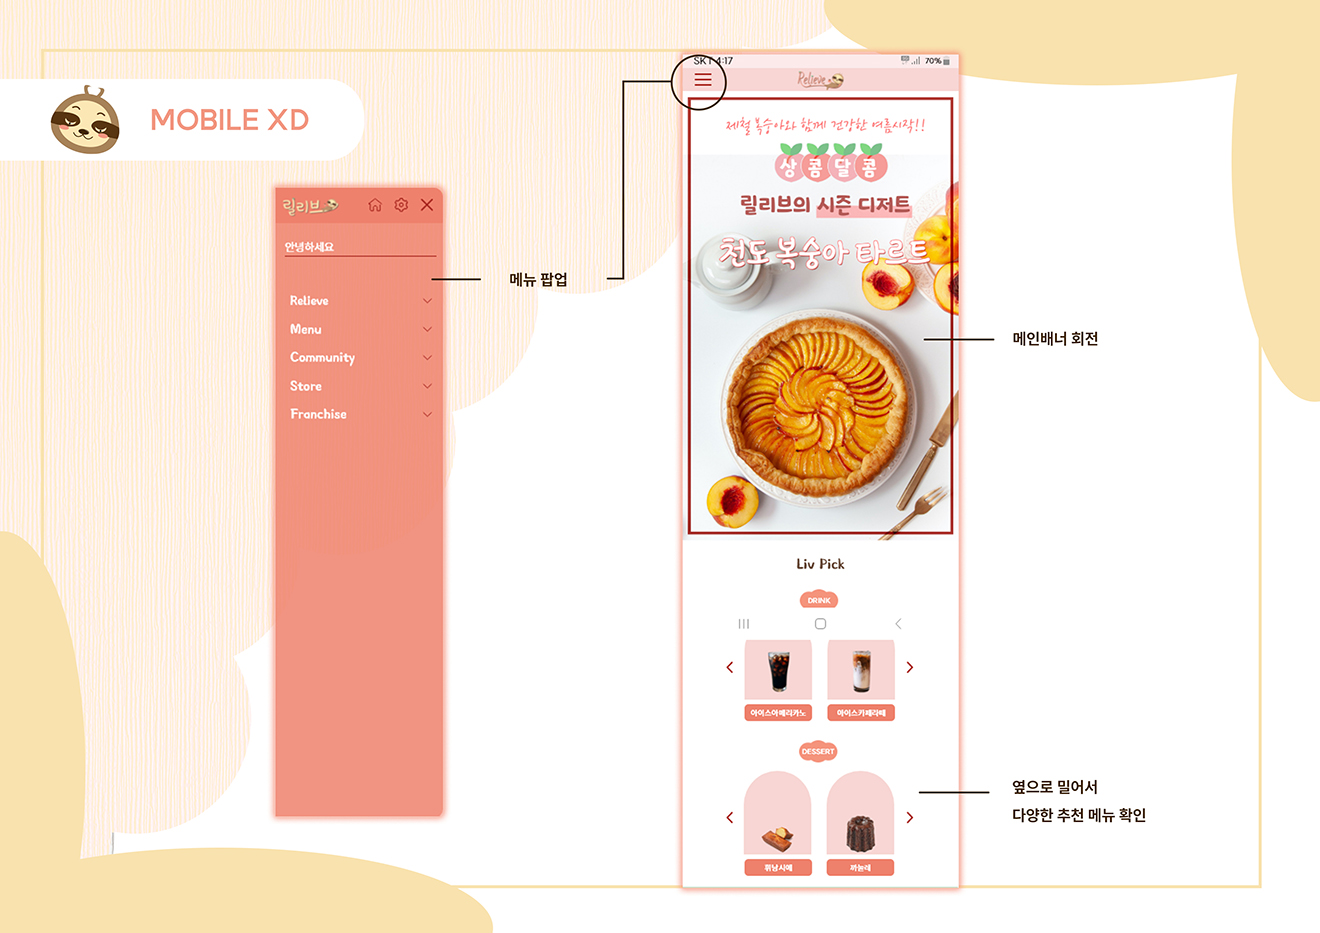 MOBILE XD
릴리브
안녕하세요
Relieve
Menu
Community
Store
Franchise
메뉴 팝업
SKT 4:17
70%
Relieve
제철 복숭아와 함께 건강한 여름시작!!
상콤달콤
릴리브의 시즌 디저트
천도 복숭아 타르트
메인배너 회전
Liv Pick
DRINK
아이스아메리카노
아이스카페라떼
DESSERT
휘낭시에
까눌레
옆으로 밀어서
다양한 추천 메뉴 확인